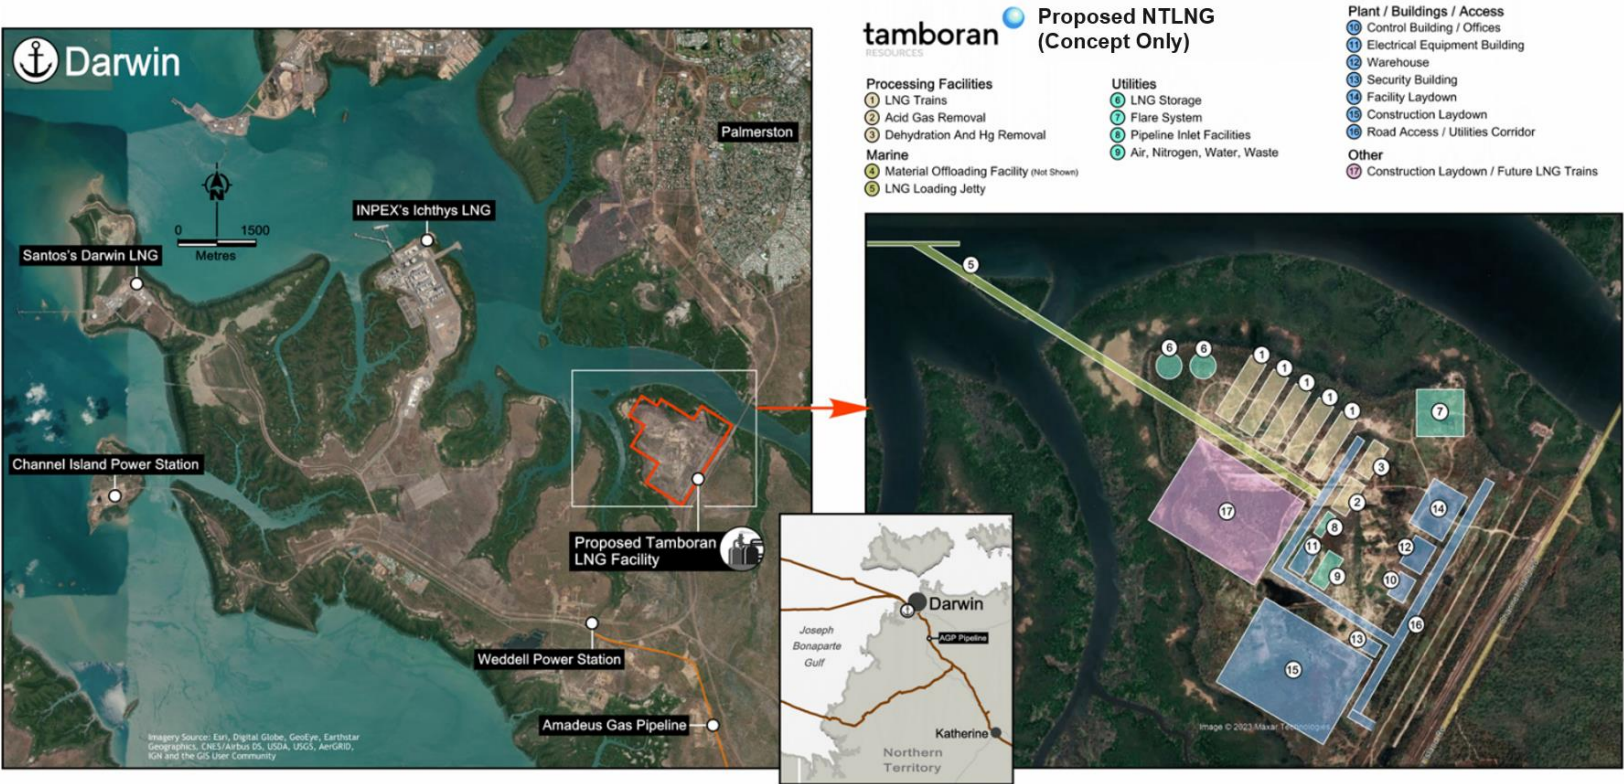 Darwin
Palmerston
N
0 1500
Metres
INPEX's Ichthys LNG
Santos's Darwin LNG
Channel Island Power Station
Proposed Tamboran
LNG Facility
Weddell Power Station
Amadeus Gas Pipeline
Imagery Source: Esri, Digital Globe, GeoEye, Earthstar
Geographics, CNES/Airbus DS, USDA, USGS, AerGRID,
IGN and the GIS User Community
tamboran
RESOURCES
Proposed NTLNG
(Concept Only)
Processing Facilities
1 LNG Trains
2 Acid Gas Removal
3 Dehydration And Hg Removal
Marine
4 Material Offloading Facility (Not Shown)
5 LNG Loading Jetty
Utilities
6 LNG Storage
7 Flare System
8 Pipeline Inlet Facilities
9 Air, Nitrogen, Water, Waste
Plant / Buildings / Access
10 Control Building / Offices
11 Electrical Equipment Building
12 Warehouse
13 Security Building
14 Facility Laydown
15 Construction Laydown
16 Road Access / Utilities Corridor
Other
17 Construction Laydown / Future LNG Trains
5
6 6
1
1
1
1
1
7
3
2
17
14
8
11
12
9
10
16
13
15
Image © 2023 Maxar Technologies
Darwin
AGP Pipeline
Joseph
Bonaparte
Gulf
Katherine
Northern
Territory